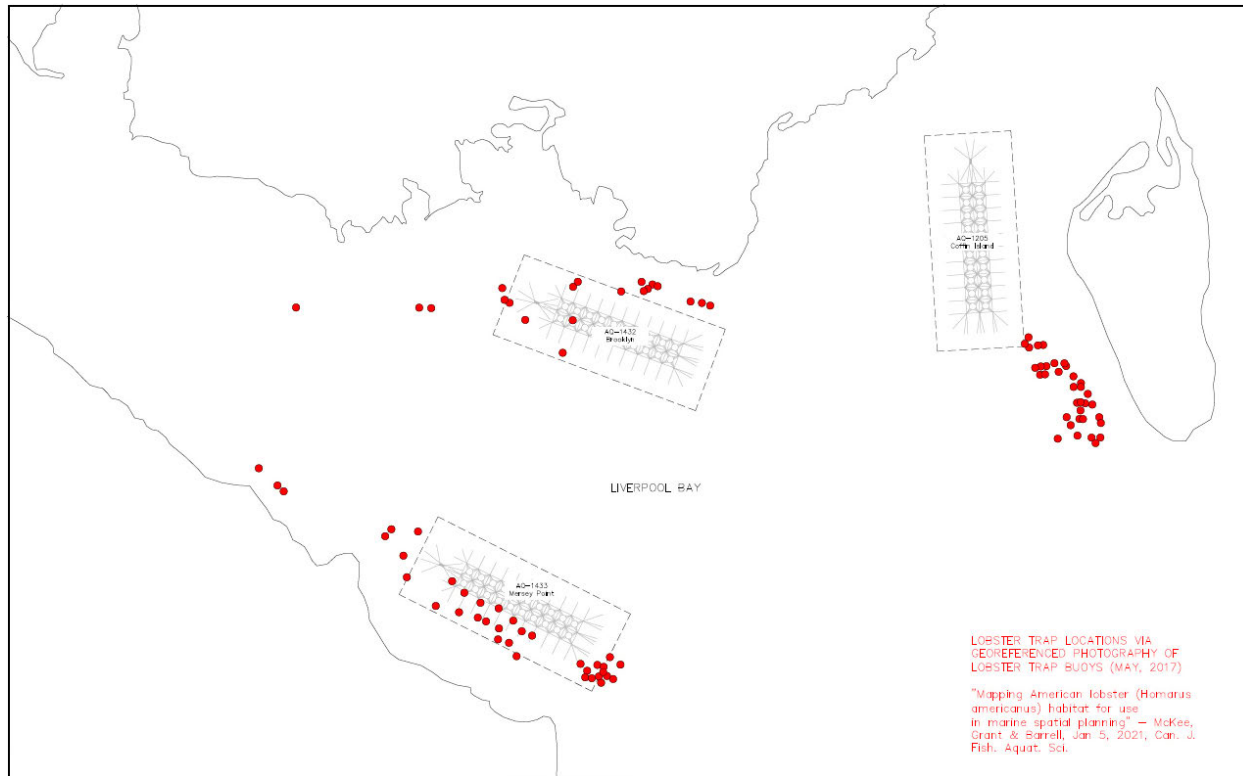 AQ-1205
Coffin Island
AQ-1432
Brooklyn
LIVERPOOL BAY
AQ-1433
Mersey Point
LOBSTER TRAP LOCATIONS VIA
GEOREFERENCED PHOTOGRAPHY OF
LOBSTER TRAP BUOYS (MAY, 2017)
"Mapping American lobster (Homarus
americanus) habitat for use
in marine spatial planning" – McKee,
Grant & Barrell, Jan 5, 2021, Can. J.
Fish. Aquat. Sci.